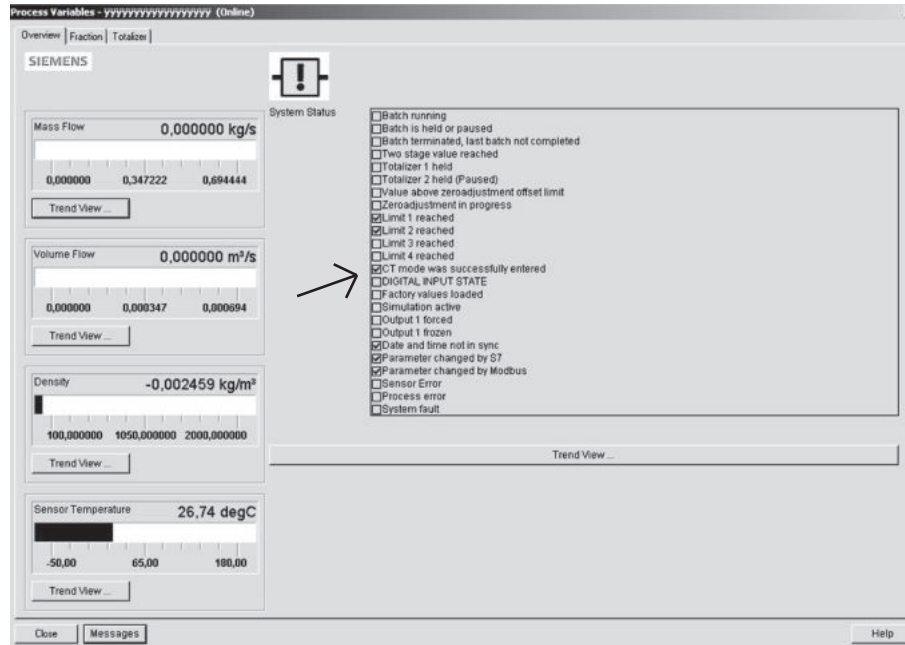 Process Variables - ÿÿÿÿÿÿÿÿÿÿÿÿÿÿÿÿ (Online)
Overview Fraction Totalizer
SIEMENS
System Status
Mass Flow 0,000000 kg/s
0,000000 0,347222 0,694444
Trend View ...
Volume Flow 0,000000 m³/s
0,000000 0,000347 0,000694
Trend View ...
Density -0,002459 kg/m³
100,000000 1050,000000 2000,000000
Trend View ...
Sensor Temperature 26,74 degC
-50,00 65,00 180,00
Trend View ...
Batch running
Batch is held or paused
Batch terminated, last batch not completed
Two stage value reached
Totalizer 1 held
Totalizer 2 held (Paused)
Value above zeroadjustment offset limit
Zeroadjustment in progress
Limit 1 reached
Limit 2 reached
Limit 3 reached
Limit 4 reached
CT mode was successfully entered
DIGITAL INPUT STATE
Factory values loaded
Simulation active
Output 1 forced
Output 1 frozen
Date and time not in sync
Parameter changed by S7
Parameter changed by Modbus
Sensor Error
Process error
System fault
Trend View ...
Close Messages Help